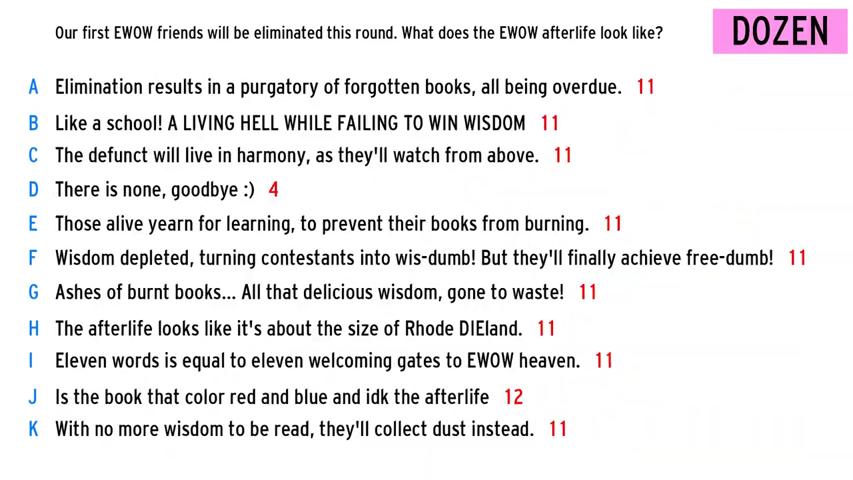 Our first EWOW friends will be eliminated this round. What does the EWOW afterlife look like?
DOZEN
A Elimination results in a purgatory of forgotten books, all being overdue. 11
B Like a school! A LIVING HELL WHILE FAILING TO WIN WISDOM 11
C The defunct will live in harmony, as they'll watch from above. 11
D There is none, goodbye :) 4
E Those alive yearn for learning, to prevent their books from burning. 11
F Wisdom depleted, turning contestants into wis-dumb! But they'll finally achieve free-dumb! 11
G Ashes of burnt books... All that delicious wisdom, gone to waste! 11
H The afterlife looks like it's about the size of Rhode DIEland. 11
I Eleven words is equal to eleven welcoming gates to EWOW heaven. 11
J Is the book that color red and blue and idk the afterlife 12
K With no more wisdom to be read, they'll collect dust instead. 11